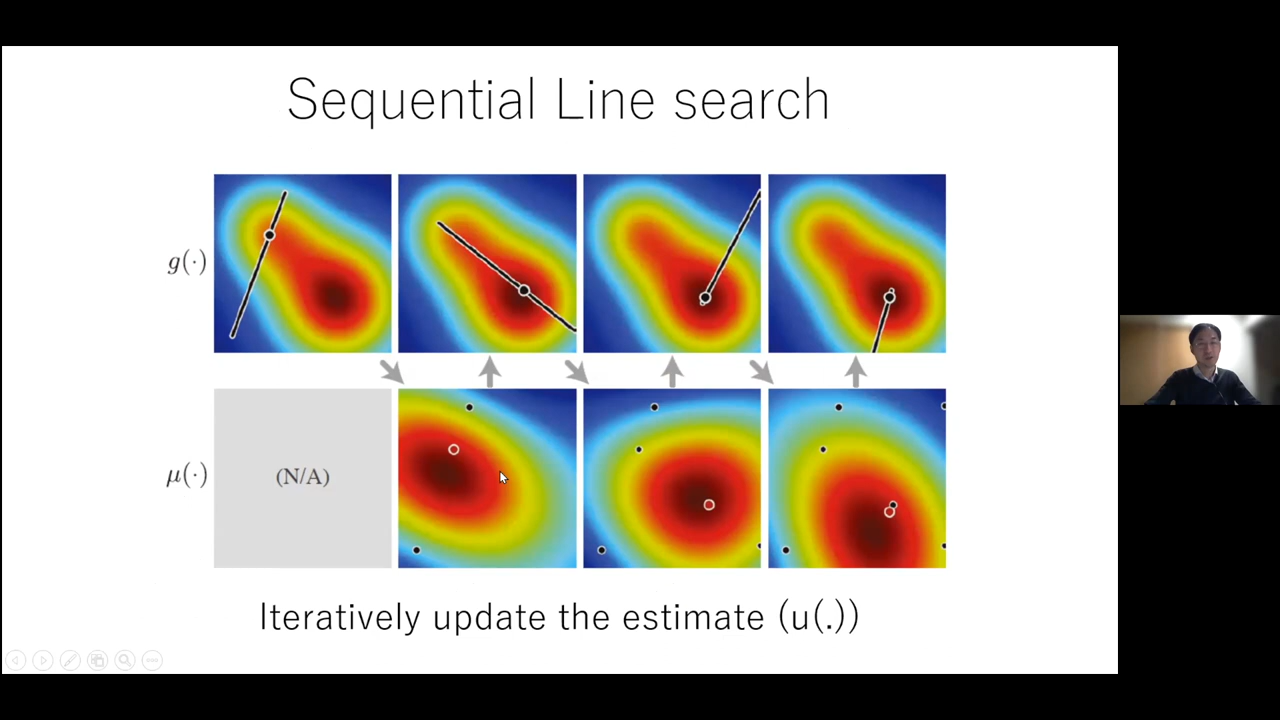 Sequential Line search
g(·)
μ(·)
(N/A)
Iteratively update the estimate (u(.))